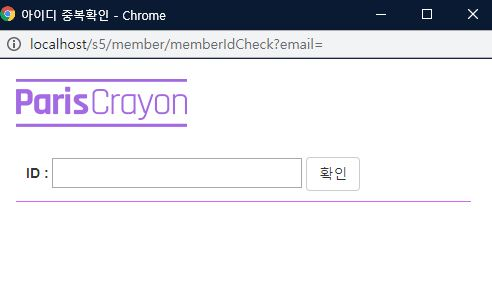 아이디 중복확인 - Chrome
localhost/s5/member/memberIdCheck?email=
ParisCrayon
ID : 확인